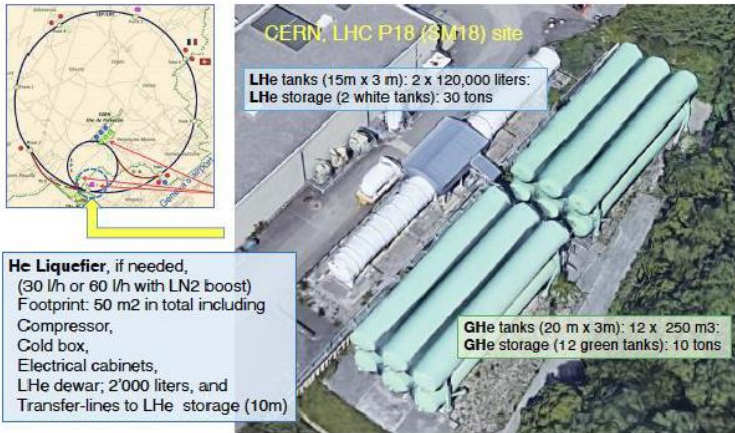 CERN, LHC P18 (SM18) site
LHe tanks (15m x 3 m): 2 x 120,000 liters:
LHe storage (2 white tanks): 30 tons
Geneva's airport
He Liquefier, if needed,
(30 l/h or 60 l/h with LN2 boost)
Footprint: 50 m2 in total including
Compressor,
Cold box,
Electrical cabinets,
LHe dewar; 2'000 liters, and
Transfer-lines to LHe storage (10m)
GHe tanks (20 m x 3m): 12 x 250 m3:
GHe storage (12 green tanks): 10 tons